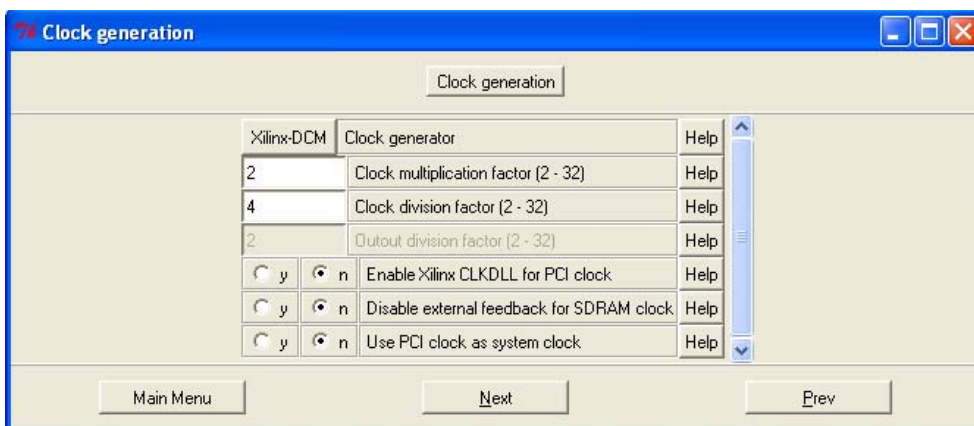 Clock generation
Clock generation
Xilinx-DCM Clock generator Help
2 Clock multiplication factor (2 - 32) Help
4 Clock division factor (2 - 32) Help
2 Outout division factor (2 - 32) Help
y n Enable Xilinx CLKDLL for PCI clock Help
y n Disable external feedback for SDRAM clock Help
y n Use PCI clock as system clock Help
Main Menu Next Prev